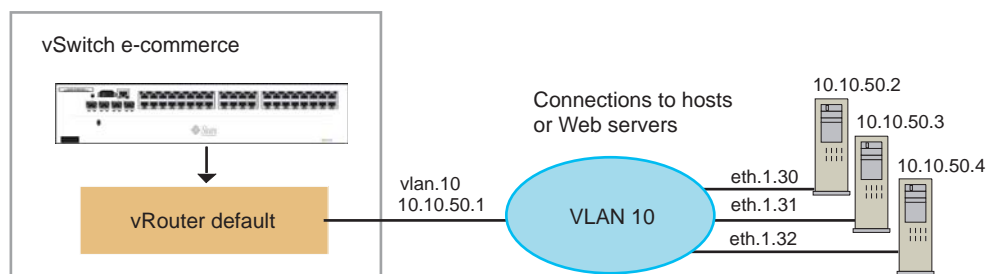 vSwitch e-commerce
Sun
vRouter default
vlan.10
10.10.50.1
Connections to hosts
or Web servers
VLAN 10
eth.1.30
eth.1.31
eth.1.32
10.10.50.2
10.10.50.3
10.10.50.4